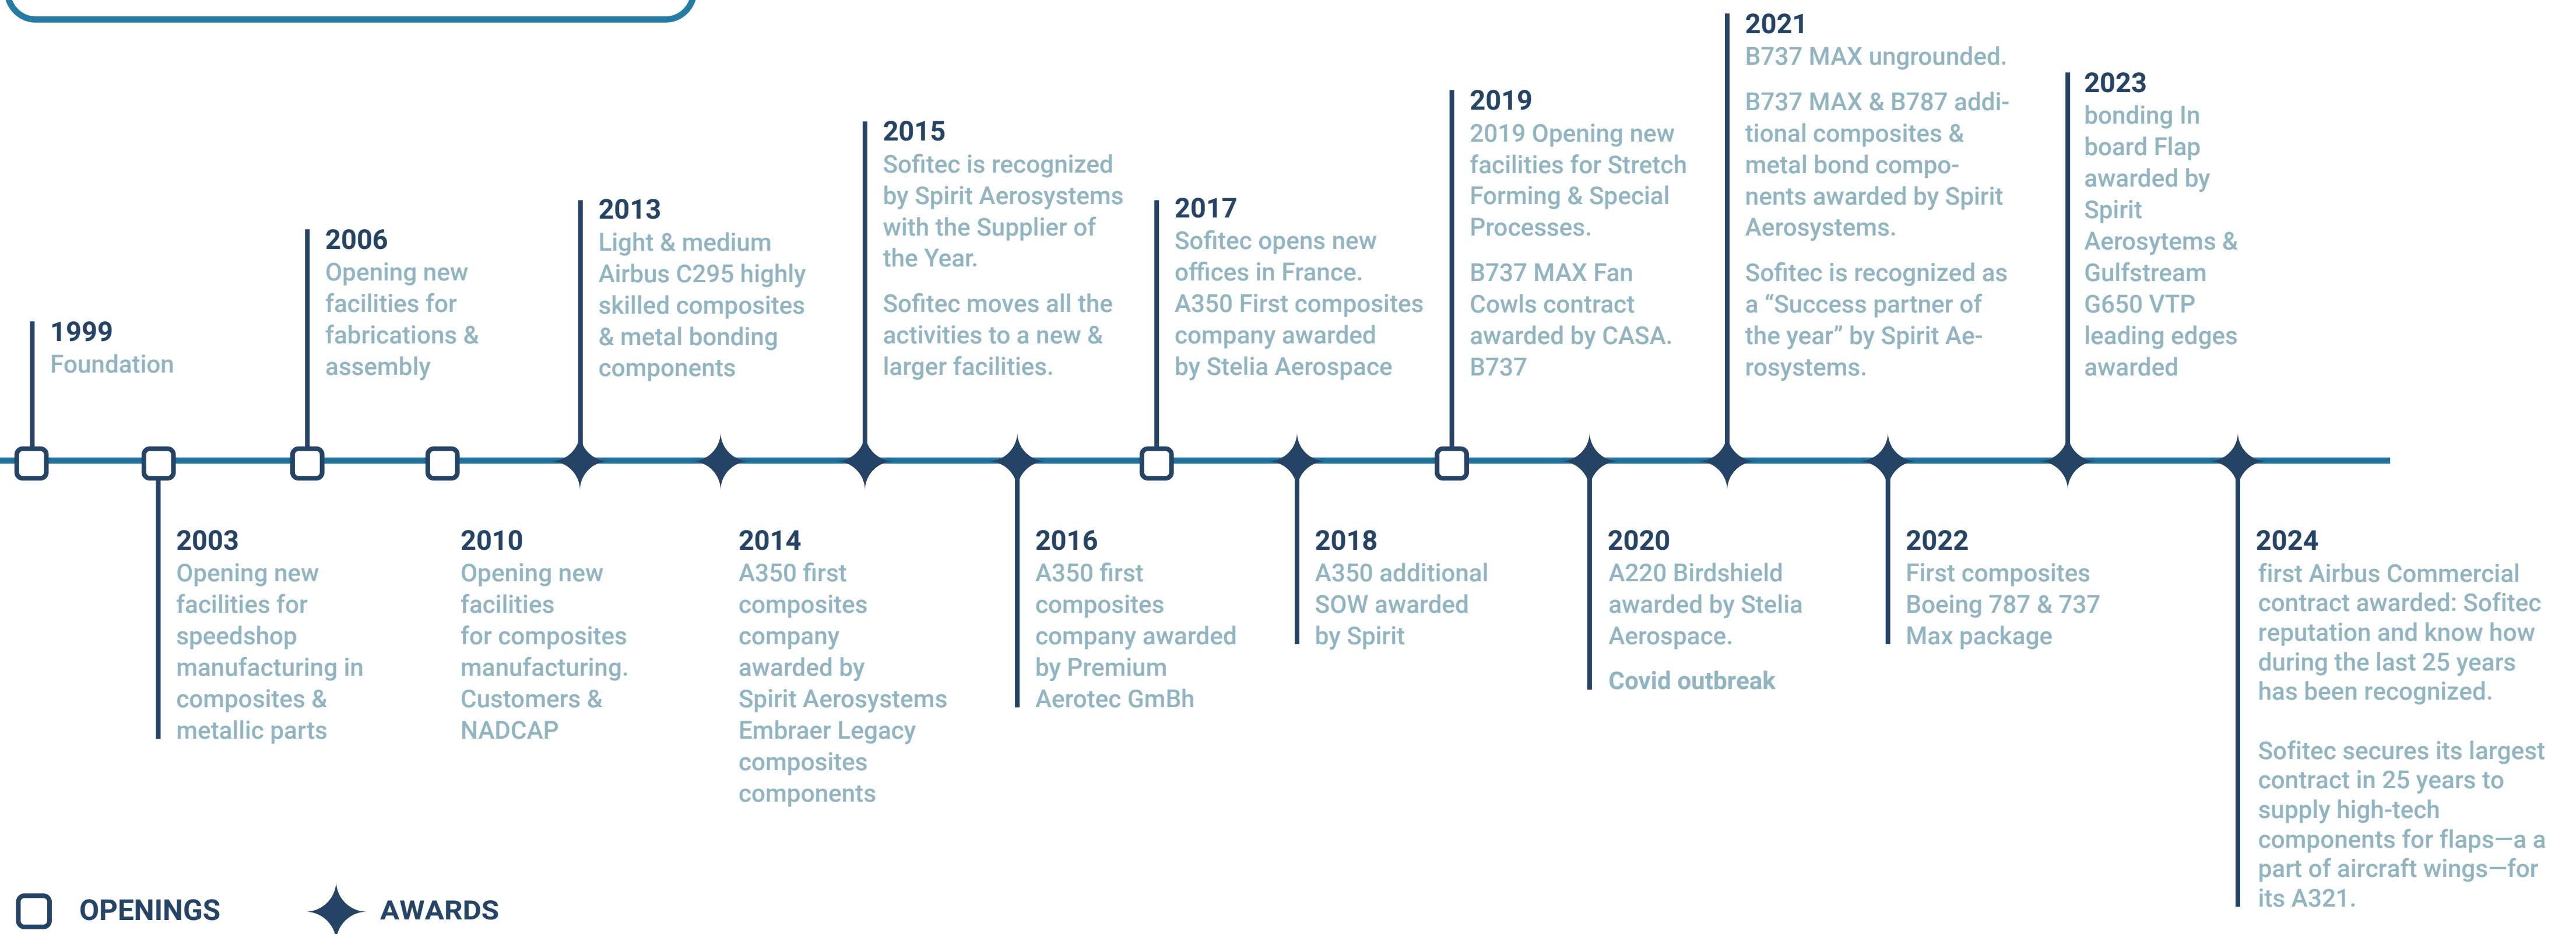 1999
Foundation
2003
Opening new
facilities for
speedshop
manufacturing in
composites &
metallic parts
2006
Opening new
facilities for
fabrications &
assembly
2010
Opening new
facilities
for composites
manufacturing.
Customers &
NADCAP
2013
Light & medium
Airbus C295 highly
skilled composites
& metal bonding
components
2014
A350 first
composites
company
awarded by
Spirit Aerosystems
Embraer Legacy
composites
components
2015
Sofitec is recognized
by Spirit Aerosystems
with the Supplier of
the Year.
Sofitec moves all the
activities to a new &
larger facilities.
2016
A350 first
composites
company awarded
by Premium
Aerotec GmBh
2017
Sofitec opens new
offices in France.
A350 First composites
company awarded
by Stelia Aerospace
2018
A350 additional
SOW awarded
by Spirit
2019
2019 Opening new
facilities for Stretch
Forming & Special
Processes.
B737 MAX Fan
Cowls contract
awarded by CASA.
B737
2020
A220 Birdshield
awarded by Stelia
Aerospace.
Covid outbreak
2021
B737 MAX ungrounded.
B737 MAX & B787 addi-
tional composites &
metal bond compo-
nents awarded by Spirit
Aerosystems.
Sofitec is recognized as
a “Success partner of
the year” by Spirit Ae-
rosystems.
2022
First composites
Boeing 787 & 737
Max package
2023
bonding In
board Flap
awarded by
Spirit
Aerosytems &
Gulfstream
G650 VTP
leading edges
awarded
2024
first Airbus Commercial
contract awarded: Sofitec
reputation and know how
during the last 25 years
has been recognized.
Sofitec secures its largest
contract in 25 years to
supply high-tech
components for flaps—a a
part of aircraft wings—for
its A321.
OPENINGS
AWARDS